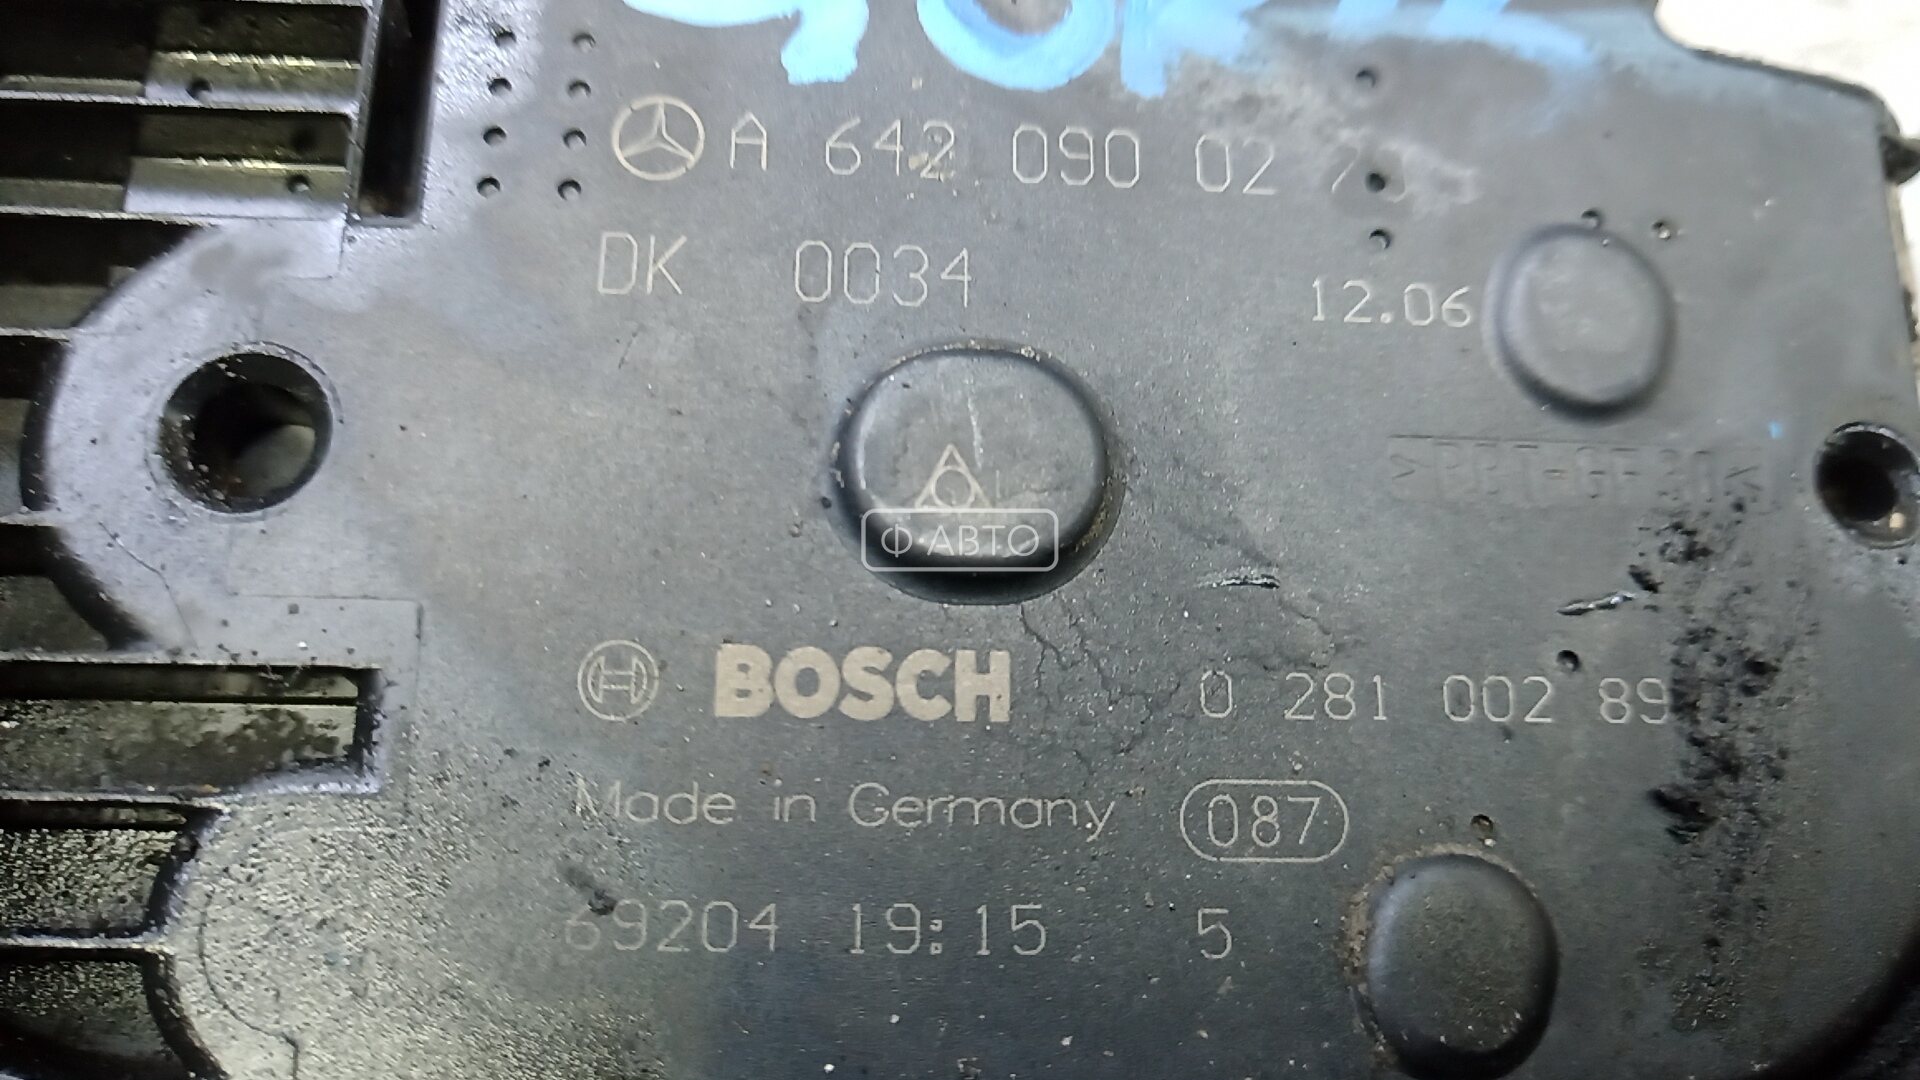 A 642 090 02
DK 0034
12.06
Ф·АВТО
BOSCH 0 281 002 89
Made in Germany 087
69204 19:15 5